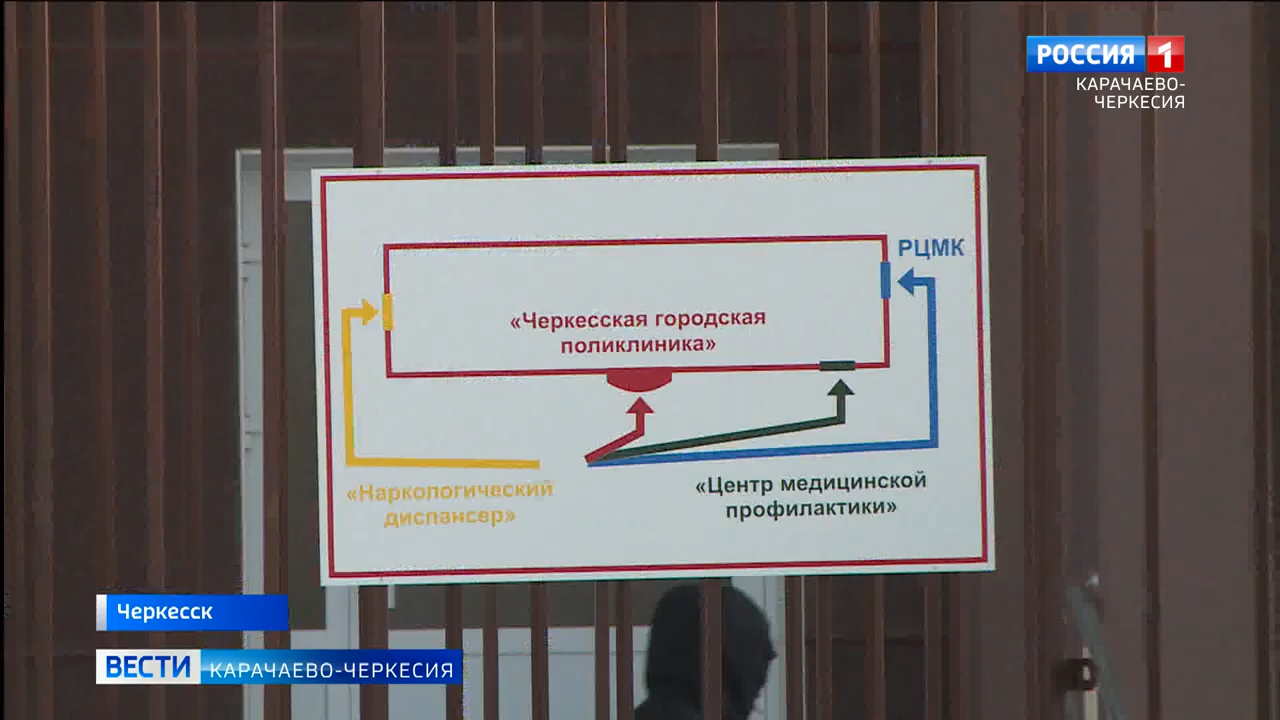 РОССИЯ 1
КАРАЧАЕВО-
ЧЕРКЕСИЯ
РЦМК
«Черкесская городская
поликлиника»
«Наркологический
диспансер»
«Центр медицинской
профилактики»
Черкесск
ВЕСТИ КАРАЧАЕВО-ЧЕРКЕСИЯ